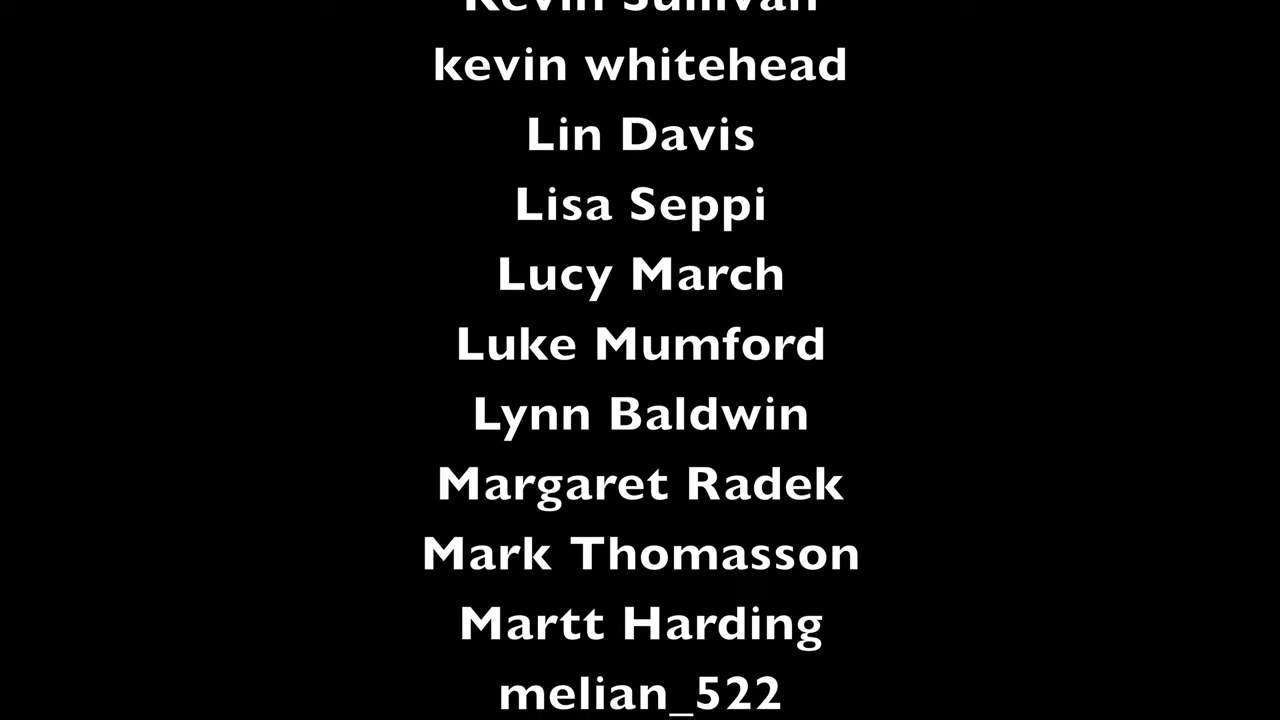 Kevin Sullivan
kevin whitehead
Lin Davis
Lisa Seppi
Lucy March
Luke Mumford
Lynn Baldwin
Margaret Radek
Mark Thomasson
Martt Harding
melian_522